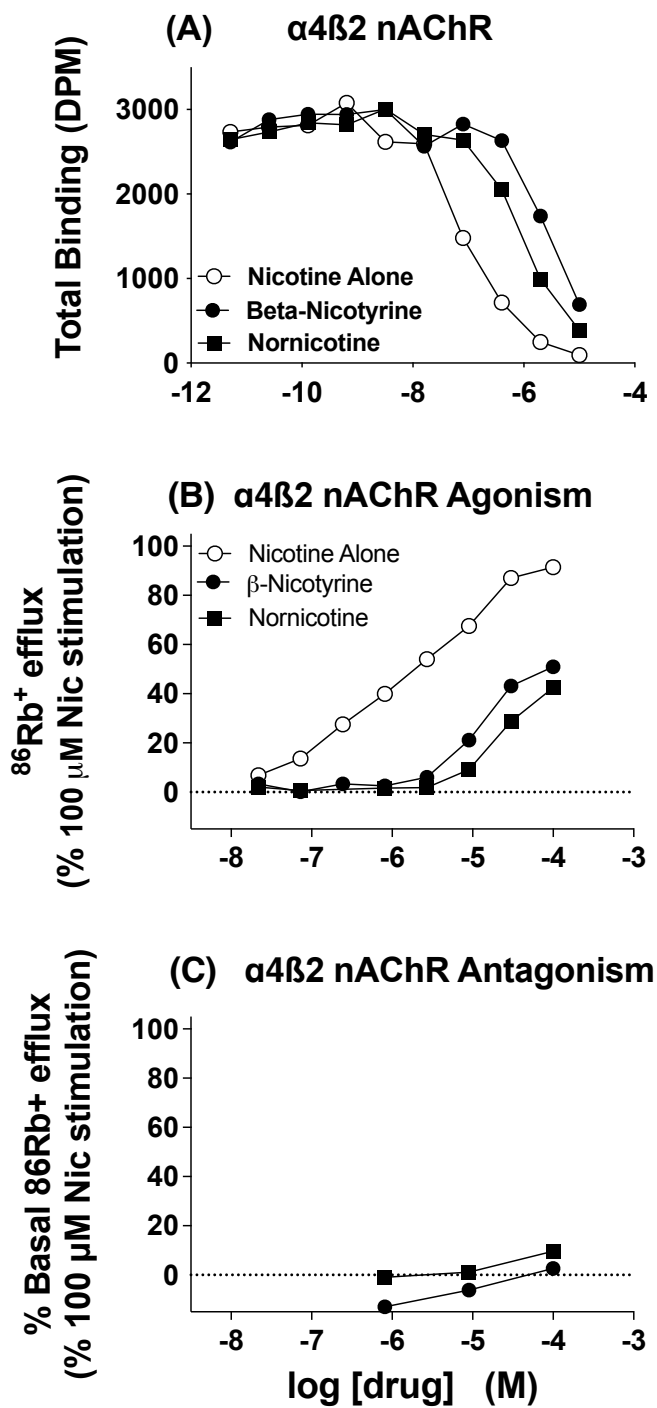 (A) α4ß2 nAChR
Total Binding (DPM)
3000
2000
1000
0
Nicotine Alone
Beta-Nicotyrine
Nornicotine
-12 -10 -8 -6 -4
(B) α4ß2 nAChR Agonism
86Rb+ efflux
(% 100 μM Nic stimulation)
100
80
60
40
20
0
Nicotine Alone
β-Nicotyrine
Nornicotine
-8 -7 -6 -5 -4 -3
(C) α4ß2 nAChR Antagonism
% Basal 86Rb+ efflux
(% 100 µM Nic stimulation)
100
80
60
40
20
0
-8 -7 -6 -5 -4 -3
log [drug] (M)